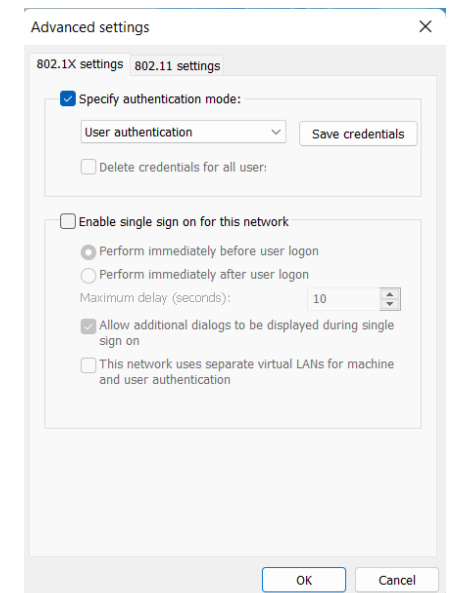 Advanced settings
802.1X settings 802.11 settings
Specify authentication mode:
User authentication Save credentials
Delete credentials for all user:
Enable single sign on for this network
Perform immediately before user logon
Perform immediately after user logon
Maximum delay (seconds): 10
Allow additional dialogs to be displayed during single
sign on
This network uses separate virtual LANs for machine
and user authentication
OK Cancel